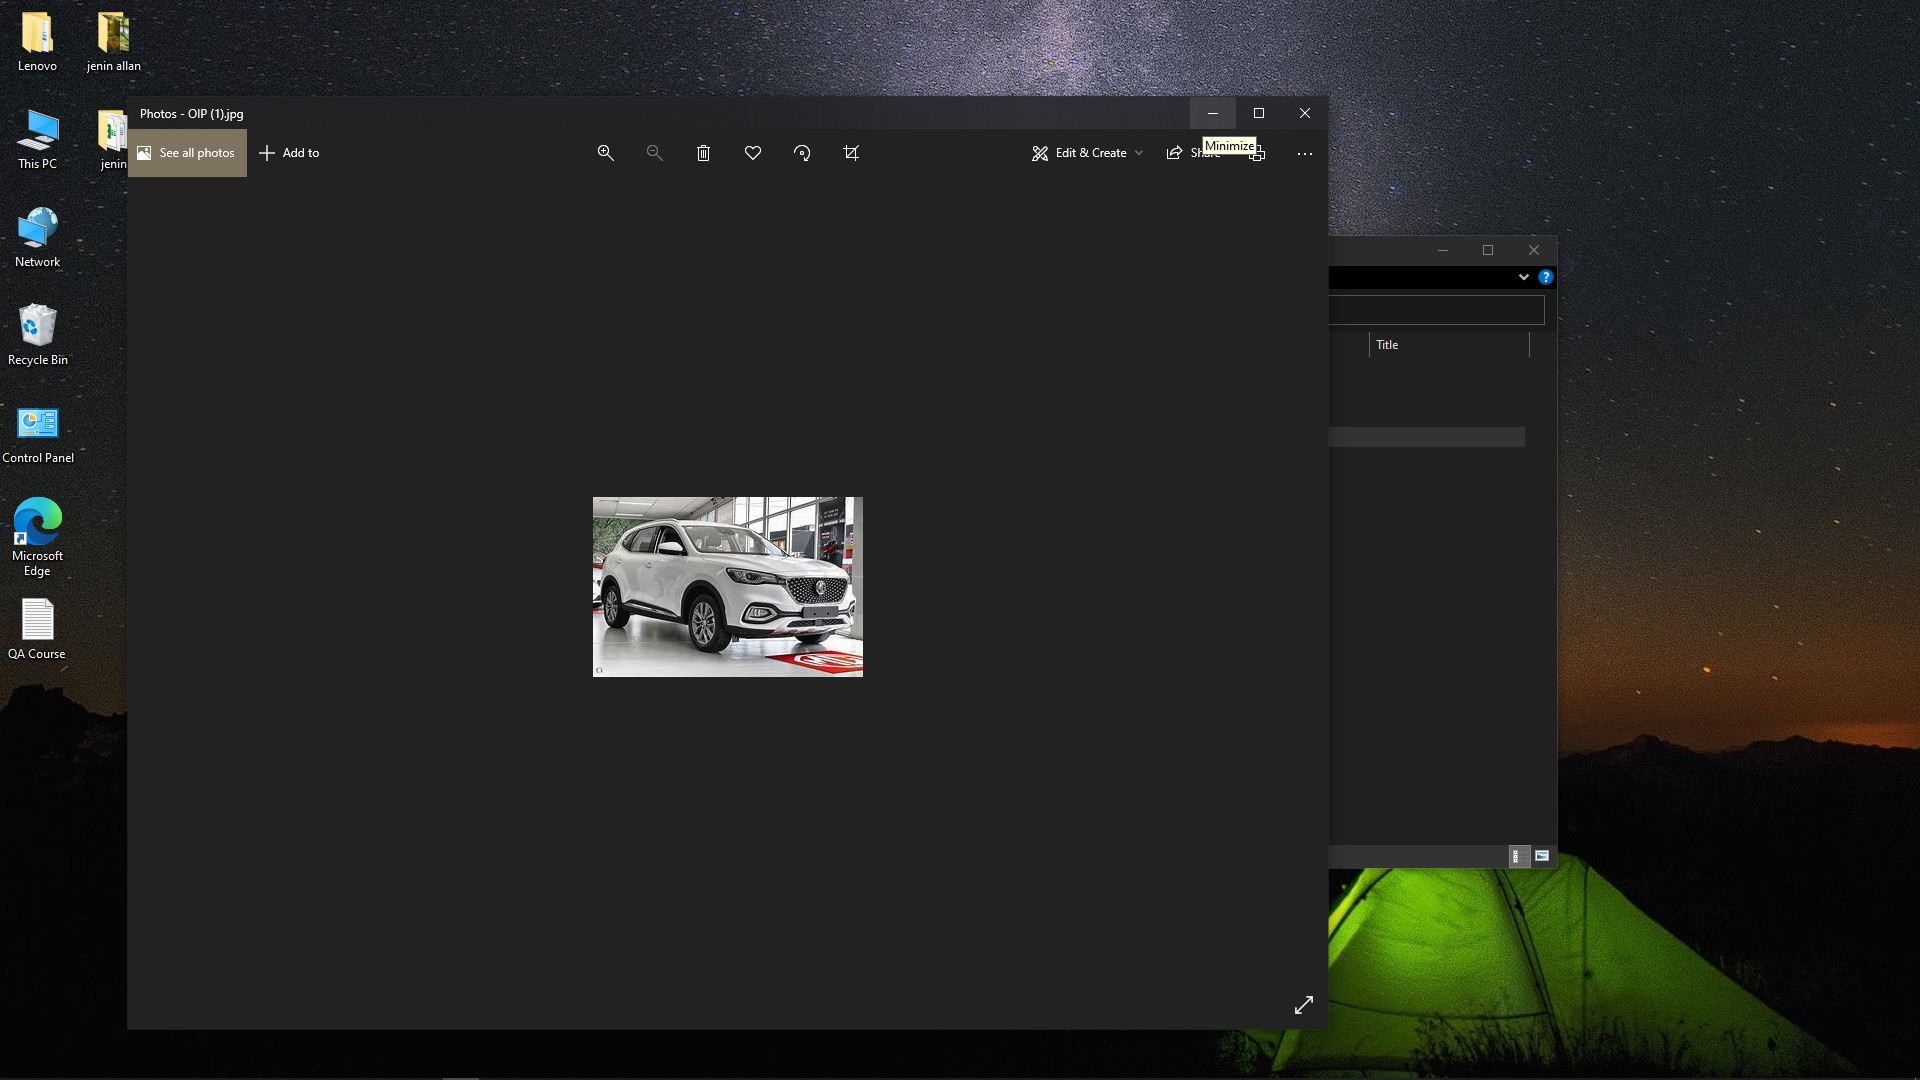 Lenovo
jenin allan
This PC
jenin
Network
Recycle Bin
Control Panel
Microsoft
Edge
QA Course
Photos - OIP (1).jpg
See all photos
Add to
Edit & Create
Share
Minimize
?
Title